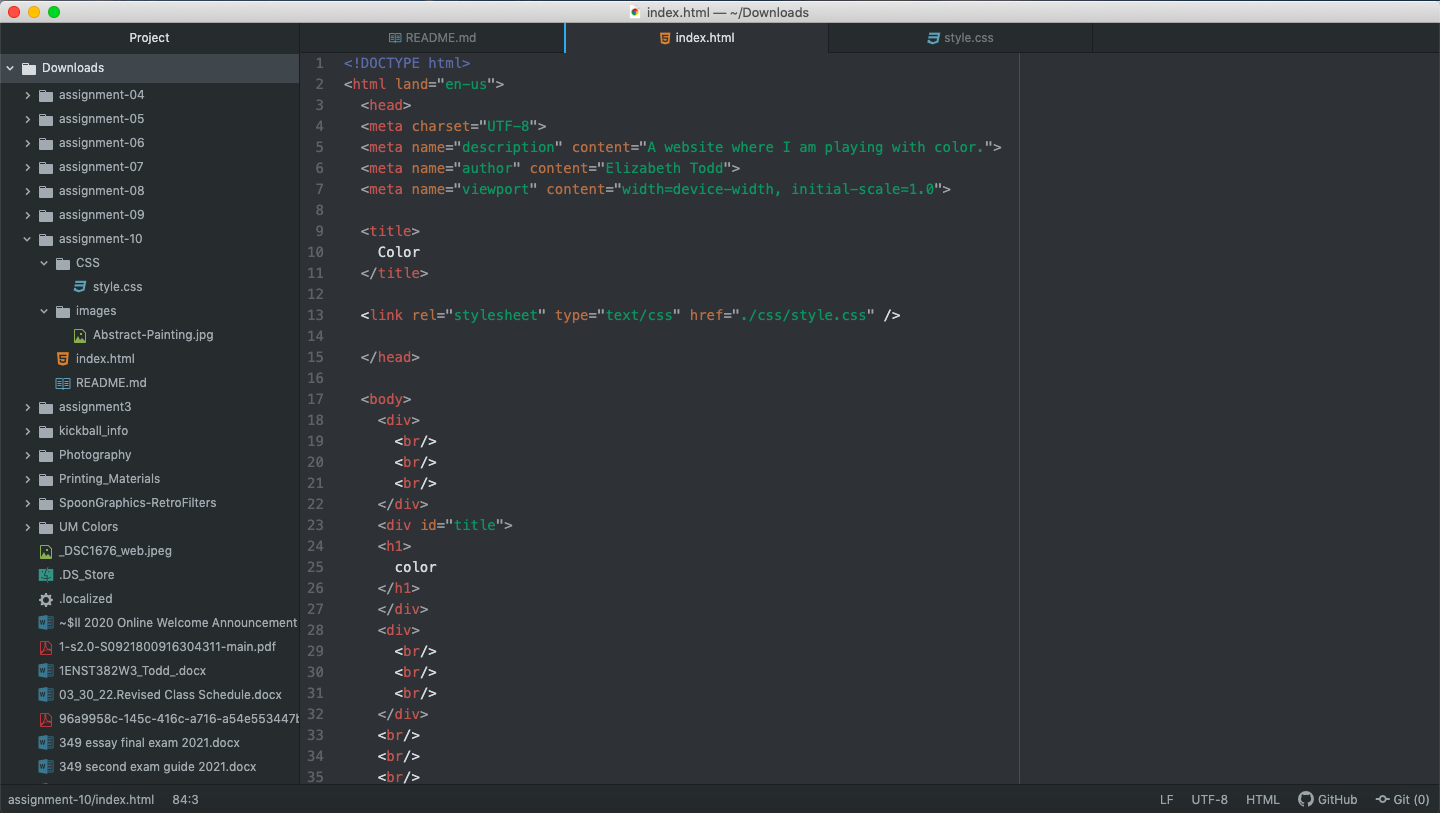 index.html — ~/Downloads
Project
README.md
index.html
style.css
Downloads
assignment-04
assignment-05
assignment-06
assignment-07
assignment-08
assignment-09
assignment-10
CSS
style.css
images
Abstract-Painting.jpg
index.html
README.md
assignment3
kickball_info
Photography
Printing_Materials
SpoonGraphics-RetroFilters
UM Colors
_DSC1676_web.jpeg
.DS_Store
.localized
~$ll 2020 Online Welcome Announcement
1-s2.0-S0921800916304311-main.pdf
1ENST382W3_Todd_.docx
03_30_22.Revised Class Schedule.docx
96a9958c-145c-416c-a716-a54e553447b
349 essay final exam 2021.docx
349 second exam guide 2021.docx
1 <!DOCTYPE html>
2 <html land="en-us">
3 <head>
4 <meta charset="UTF-8">
5 <meta name="description" content="A website where I am playing with color.">
6 <meta name="author" content="Elizabeth Todd">
7 <meta name="viewport" content="width=device-width, initial-scale=1.0">
8
9 <title>
10 Color
11 </title>
12
13 <link rel="stylesheet" type="text/css" href="./css/style.css" />
14
15 </head>
16
17 <body>
18 <div>
19 <br/>
20 <br/>
21 <br/>
22 </div>
23 <div id="title">
24 <h1>
25 color
26 </h1>
27 </div>
28 <div>
29 <br/>
30 <br/>
31 <br/>
32 </div>
33 <br/>
34 <br/>
35 <br/>
assignment-10/index.html 84:3
LF UTF-8 HTML GitHub Git (0)